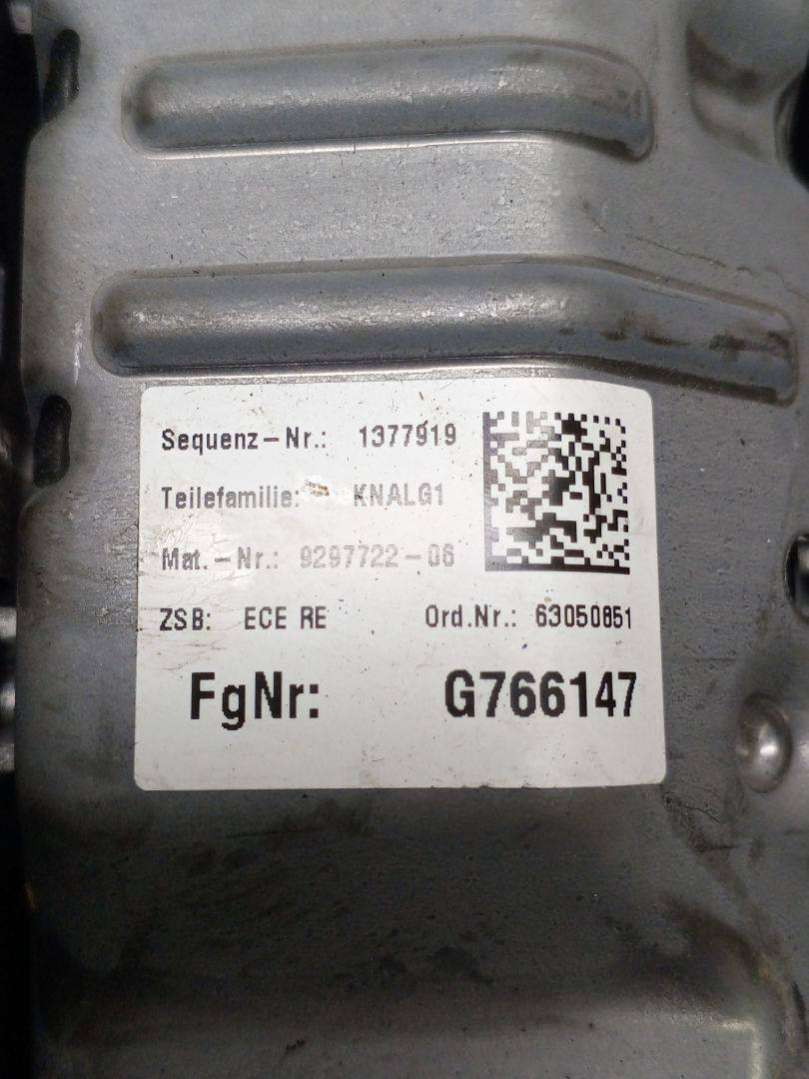 Sequenz-Nr.: 1377919
Teilefamilie: KNALG1
Mat.-Nr.: 9297722-06
ZSB: ECE RE Ord.Nr.: 63050851
FgNr: G766147